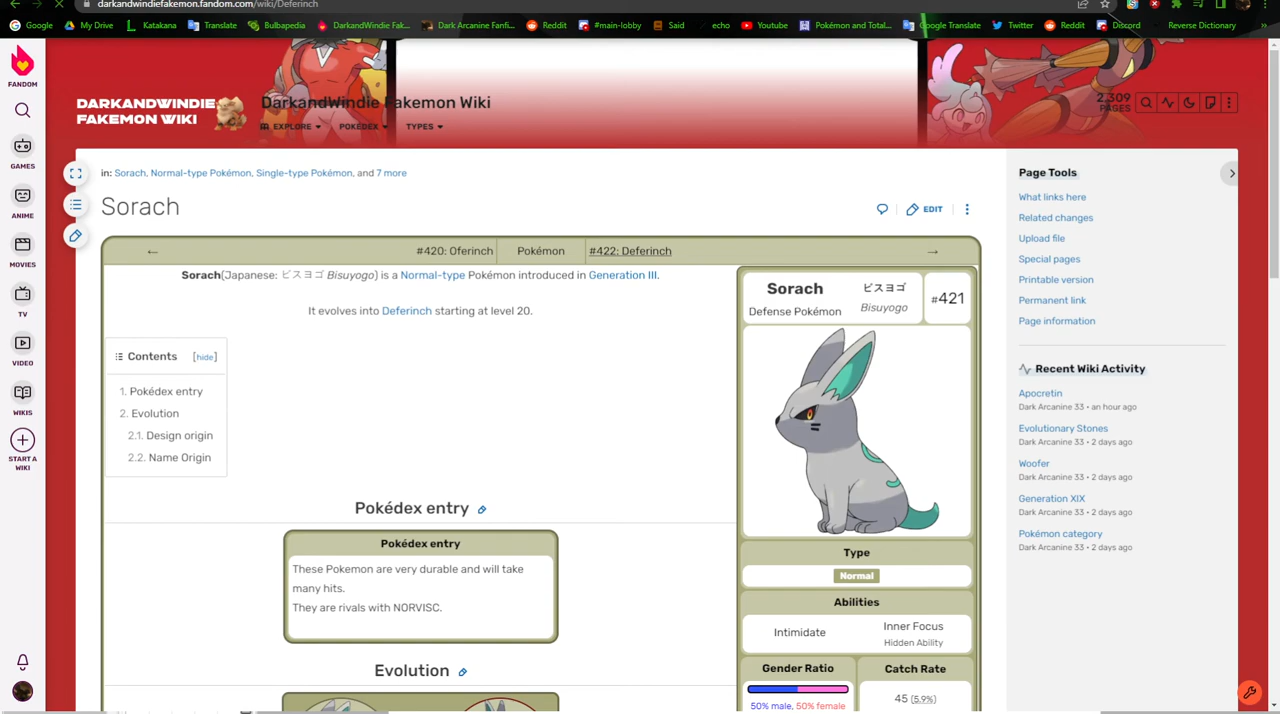 darkandwindiefakemon.fandom.com/wiki/Deferinch
Google My Drive Katakana Translate Bulbapedia DarkandWindie Fak... Dark Arcanine Fanfi... Reddit #main-lobby Said echo Youtube Pokémon and Total... Google Translate Twitter Reddit Discord Reverse Dictionary »
FANDOM
GAMES
ANIME
MOVIES
TV
VIDEO
WIKIS
START A
WIKI
DARKANDWINDIE
FAKEMON WIKI
DarkandWindie Fakemon Wiki
EXPLORE POKÉDEX TYPES
2,309
PAGES
in: Sorach, Normal-type Pokémon, Single-type Pokémon, and 7 more
Sorach
EDIT
← #420: Oferinch Pokémon #422: Deferinch →
Sorach(Japanese: ビスヨゴ Bisuyogo) is a Normal-type Pokémon introduced in Generation III.
It evolves into Deferinch starting at level 20.
Contents [hide]
1. Pokédex entry
2. Evolution
2.1. Design origin
2.2. Name Origin
Pokédex entry
Pokédex entry
These Pokemon are very durable and will take
many hits.
They are rivals with NORVISC.
Evolution
Sorach
Defense Pokémon
ビスヨゴ
Bisuyogo
#421
Type
Normal
Abilities
Intimidate
Inner Focus
Hidden Ability
Gender Ratio
50% male, 50% female
Catch Rate
45 (5.9%)
Page Tools
What links here
Related changes
Upload file
Special pages
Printable version
Permanent link
Page information
Recent Wiki Activity
Apocretin
Dark Arcanine 33 • an hour ago
Evolutionary Stones
Dark Arcanine 33 • 2 days ago
Woofer
Dark Arcanine 33 • 2 days ago
Generation XIX
Dark Arcanine 33 • 2 days ago
Pokémon category
Dark Arcanine 33 • 2 days ago